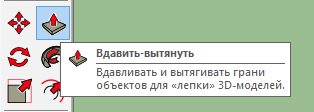 Вдавить-вытянуть
Вдавливать и вытягивать грани
объектов для «лепки» 3D-моделей.